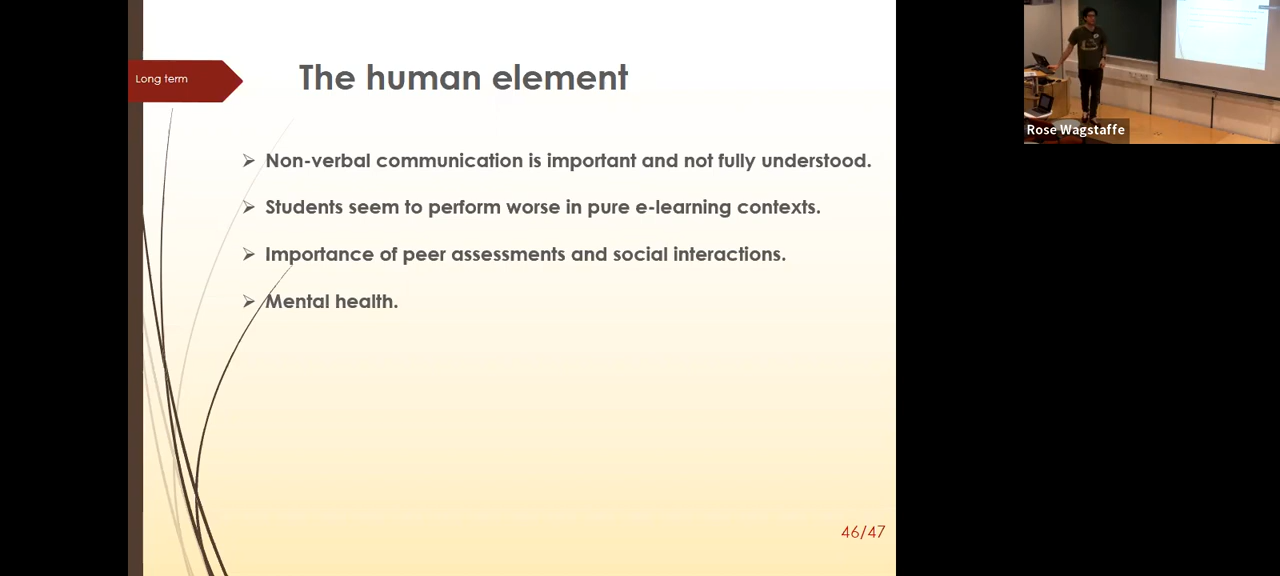 Long term
The human element
Non-verbal communication is important and not fully understood.
Students seem to perform worse in pure e-learning contexts.
Importance of peer assessments and social interactions.
Mental health.
46/47
Rose Wagstaffe